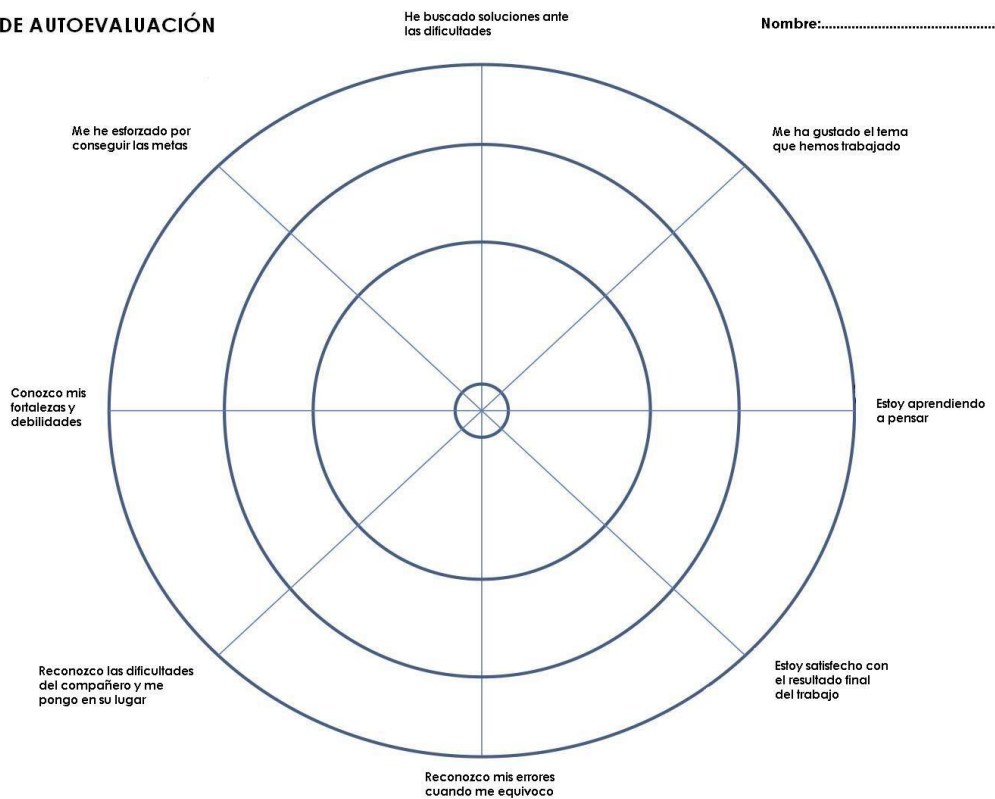 DE AUTOEVALUACIÓN
He buscado soluciones ante
las dificultades
Nombre:............................................
Me he esforzado por
conseguir las metas
Me ha gustado el tema
que hemos trabajado
Conozco mis
fortalezas y
debilidades
Estoy aprendiendo
a pensar
Reconozco las dificultades
del compañero y me
pongo en su lugar
Estoy satisfecho con
el resultado final
del trabajo
Reconozco mis errores
cuando me equivoco